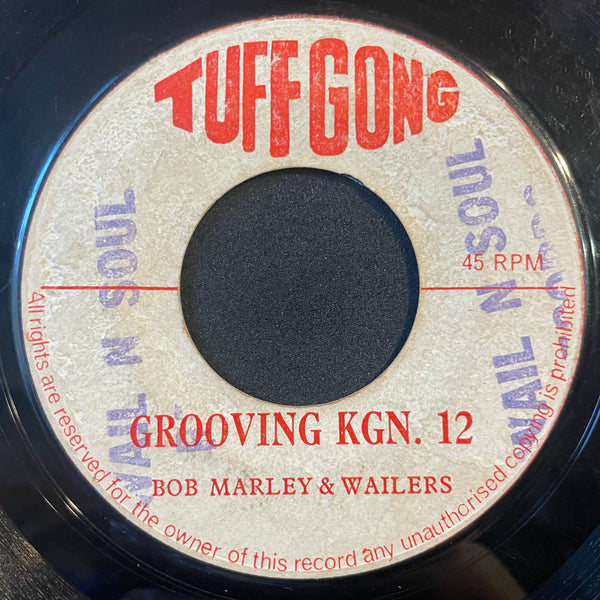 TUFF GONG
WAIL N SOUL
WAIL N SOUL
45 RPM
GROOVING KGN. 12
BOB MARLEY & WAILERS
All rights are reserved for the owner of this record any unauthorised copying is prohibited